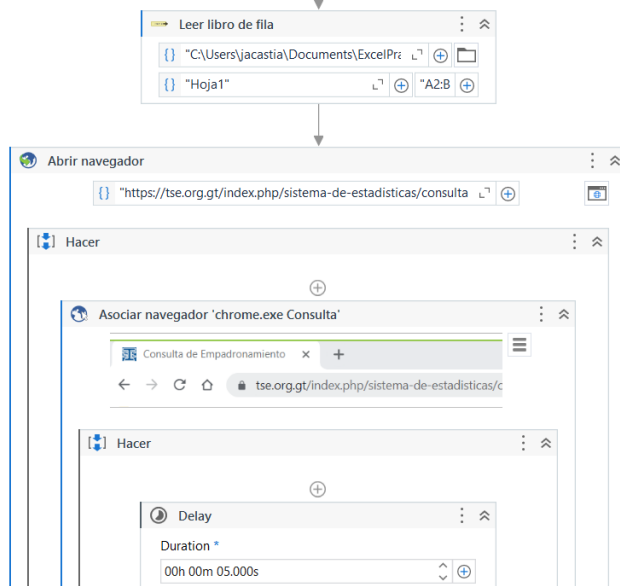 Leer libro de fila
"C:\Users\jacastia\Documents\ExcelPra
"Hoja1" "A2:B
Abrir navegador
"https://tse.org.gt/index.php/sistema-de-estadisticas/consulta
Hacer
Asociar navegador 'chrome.exe Consulta'
Consulta de Empadronamiento
tse.org.gt/index.php/sistema-de-estadisticas/c
Hacer
Delay
Duration *
00h 00m 05.000s